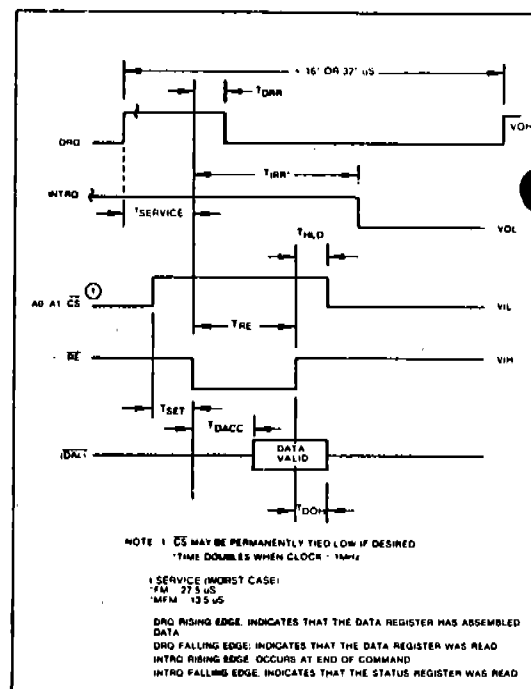 16* OR 32* uS
TDRR
DRQ
VOH
TIRR*
INTRQ
TSERVICE
VOL
THLD
A0 A1 CS
1
VIL
TRE
RE
VIH
TSET
TDACC
(DAL)
DATA
VALID
TDOH
NOTE 1 CS MAY BE PERMANENTLY TIED LOW IF DESIRED
*TIME DOUBLES WHEN CLOCK 1MHz
SERVICE (WORST CASE)
*FM 27.5 uS
*MFM 13.5 uS
DRQ RISING EDGE: INDICATES THAT THE DATA REGISTER HAS ASSEMBLED
DATA
DRQ FALLING EDGE: INDICATES THAT THE DATA REGISTER WAS READ
INTRQ RISING EDGE: OCCURS AT END OF COMMAND
INTRQ FALLING EDGE: INDICATES THAT THE STATUS REGISTER WAS READ